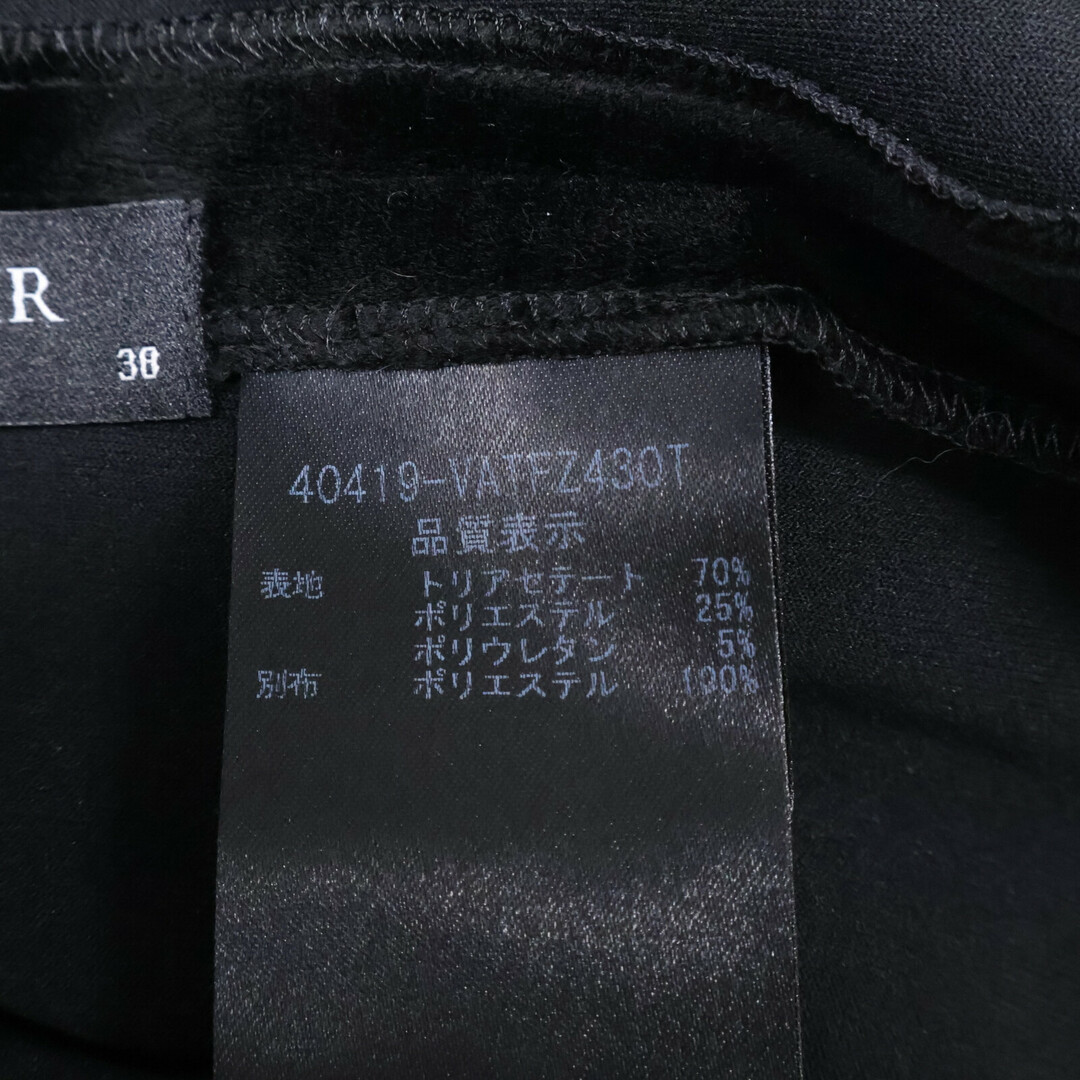 R
38
40419-VATFZ430T
品質表示
表地 トリアセテート 70%
ポリエステル 25%
ポリウレタン 5%
別布 ポリエステル 100%